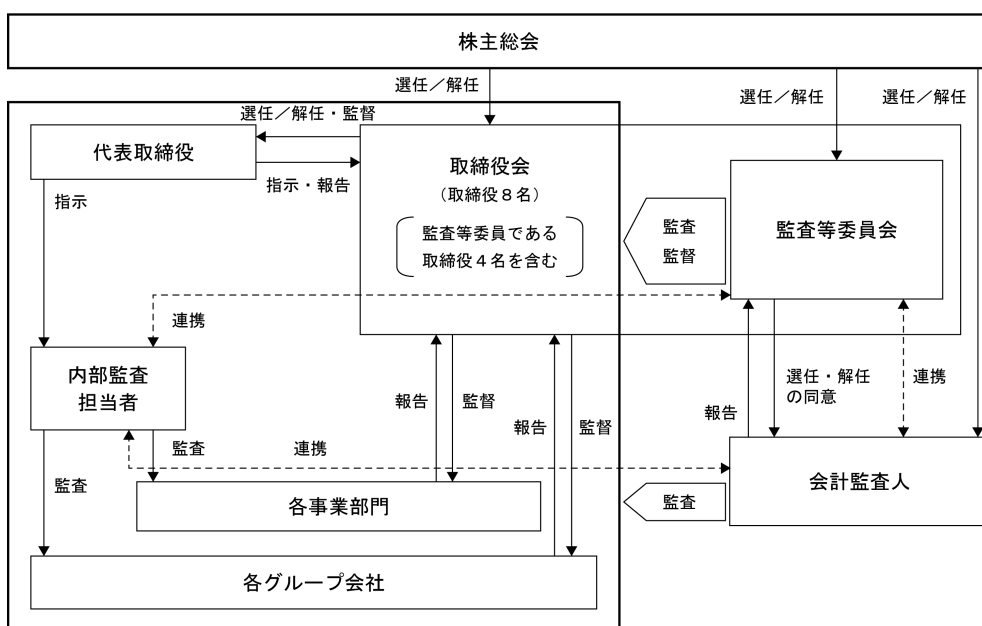 株主総会
選任／解任
選任／解任
選任／解任
選任／解任・監督
代表取締役
指示・報告
指示
取締役会
（取締役８名）
監査等委員である
取締役４名を含む
監査
監督
監査等委員会
連携
内部監査
担当者
報告
監督
報告
監督
報告
選任・解任
の同意
連携
監査
連携
監査
会計監査人
監査
各事業部門
各グループ会社